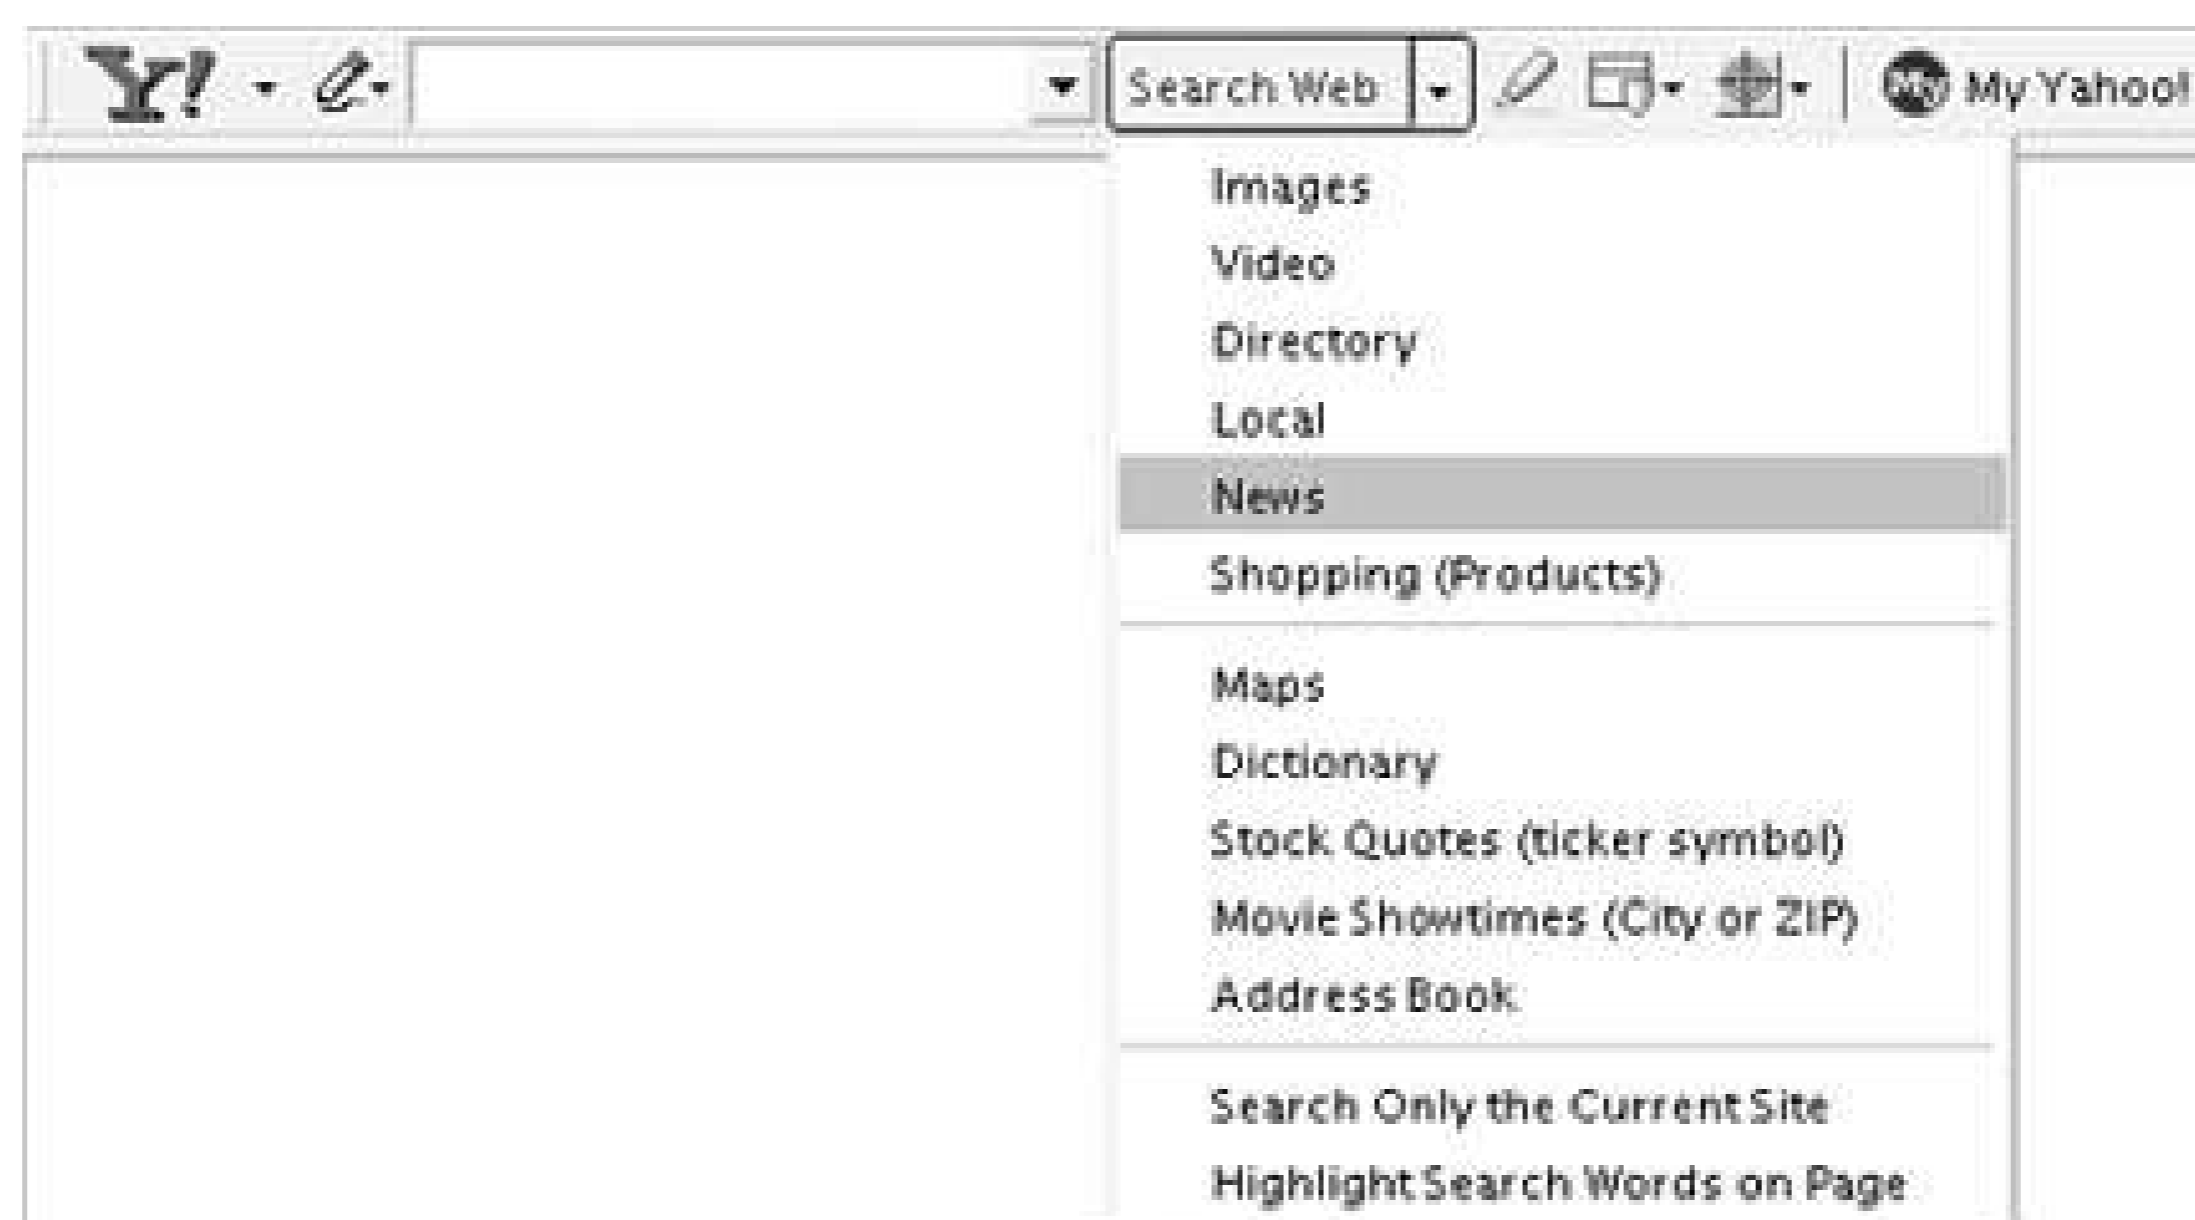 Y! Search Web My Yahoo!
Images
Video
Directory
Local
News
Shopping (Products)
Maps
Dictionary
Stock Quotes (ticker symbol)
Movie Showtimes (City or ZIP)
Address Book
Search Only the Current Site
Highlight Search Words on Page